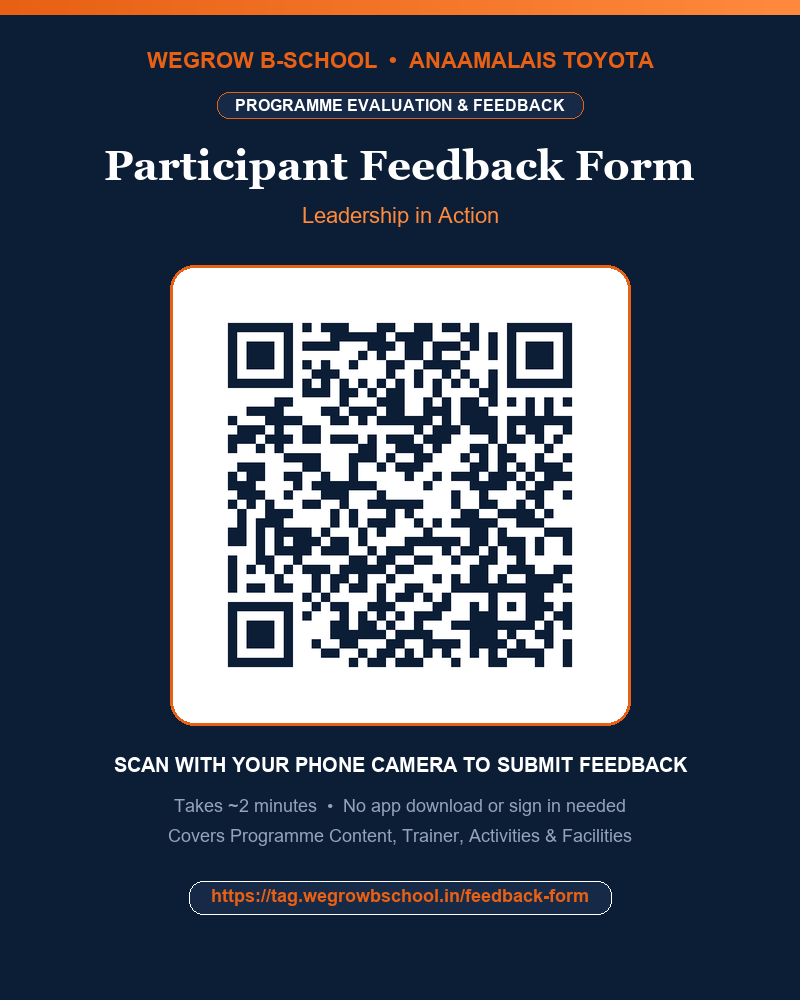 WEGROW B-SCHOOL • ANAAMALAIS TOYOTA
PROGRAMME EVALUATION & FEEDBACK
Participant Feedback Form
Leadership in Action
SCAN WITH YOUR PHONE CAMERA TO SUBMIT FEEDBACK
Takes ~2 minutes • No app download or sign in needed
Covers Programme Content, Trainer, Activities & Facilities
https://tag.wegrowbschool.in/feedback-form